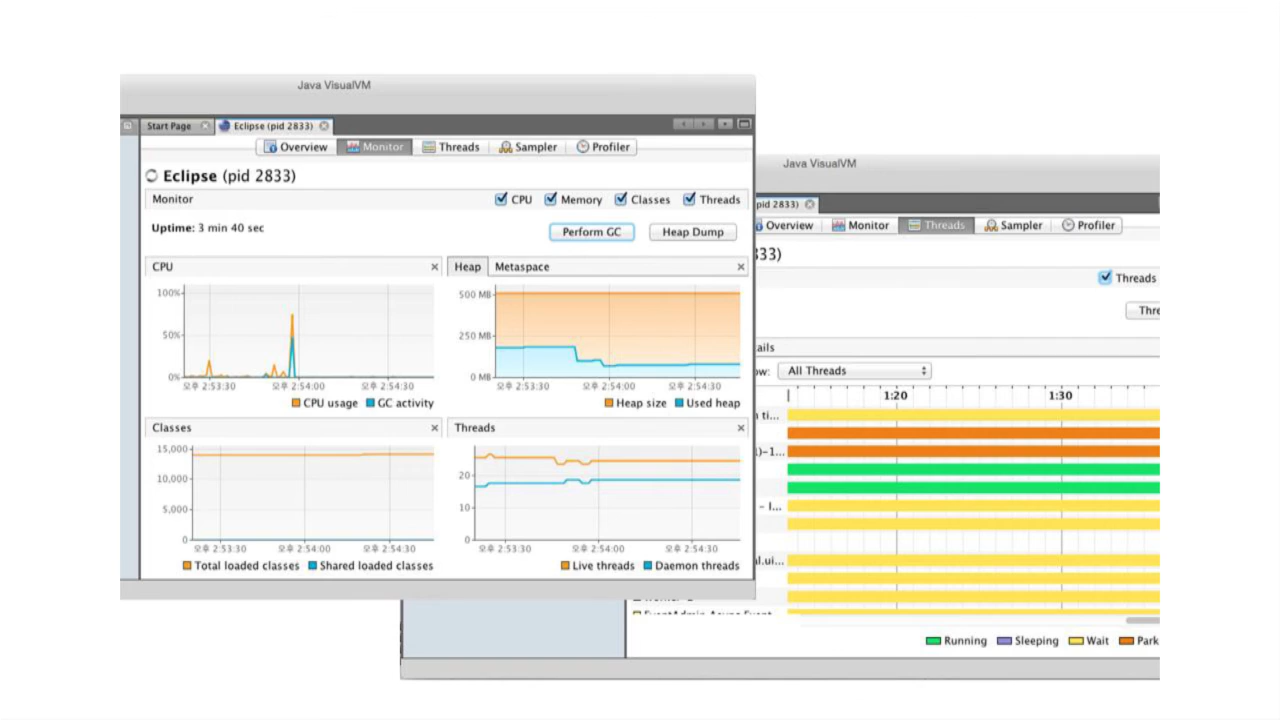 Java VisualVM
Start Page
Eclipse (pid 2833)
Overview Monitor Threads Sampler Profiler
Eclipse (pid 2833)
Monitor
CPU Memory Classes Threads
Uptime: 3 min 40 sec
Perform GC Heap Dump
CPU
100%
50%
0%
오후 2:53:30 오후 2:54:00 오후 2:54:30
CPU usage GC activity
Heap Metaspace
500 MB
250 MB
0 MB
오후 2:53:30 오후 2:54:00 오후 2:54:30
Heap size Used heap
Classes
15,000
10,000
5,000
0
오후 2:53:30 오후 2:54:00 오후 2:54:30
Total loaded classes Shared loaded classes
Threads
20
10
0
오후 2:53:30 오후 2:54:00 오후 2:54:30
Live threads Daemon threads
Java VisualVM
pid 2833)
Overview Monitor Threads Sampler Profiler
833)
Threads
Thre
ails
ow: All Threads
1:20 1:30
ti...
)-1...
- I...
al.ui...
Running Sleeping Wait Park